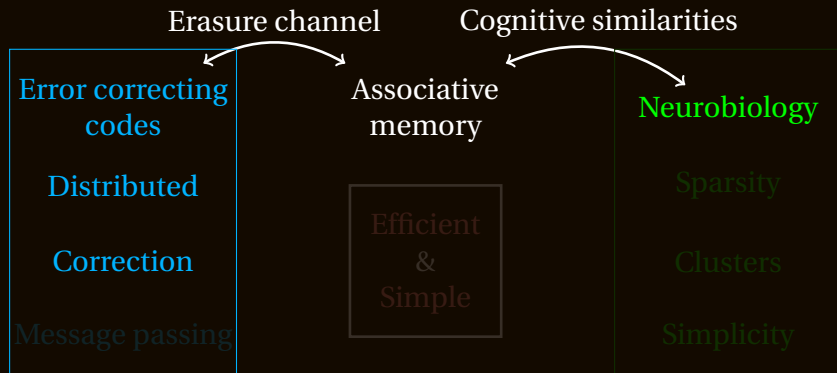 Erasure channel
Cognitive similarities
Error correcting
codes
Distributed
Correction
Message passing
Associative
memory
Efficient
&
Simple
Neurobiology
Sparsity
Clusters
Simplicity